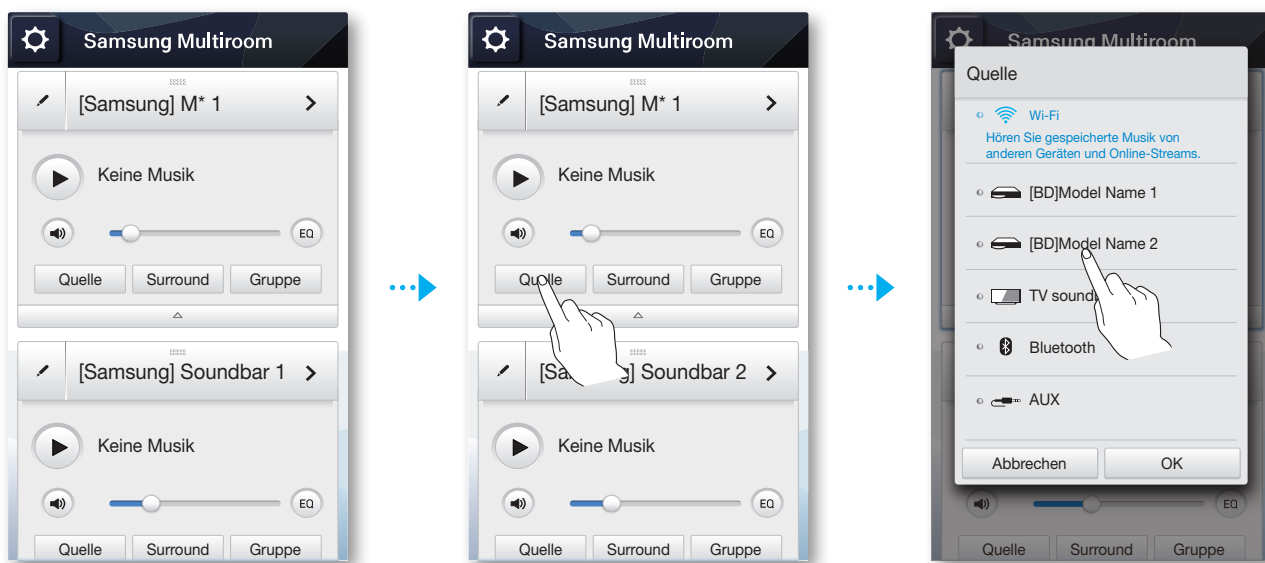 Samsung Multiroom
[Samsung] M* 1
Keine Musik
EQ
Quelle Surround Gruppe
[Samsung] Soundbar 1
Keine Musik
EQ
Quelle Surround Gruppe
Samsung Multiroom
[Samsung] M* 1
Keine Musik
EQ
Quelle Surround Gruppe
[Samsung] Soundbar 2
Keine Musik
EQ
Quelle Surround Gruppe
Samsung Multiroom
Quelle
Wi-Fi
Hören Sie gespeicherte Musik von
anderen Geräten und Online-Streams.
[BD]Model Name 1
[BD]Model Name 2
TV
Bluetooth
AUX
Abbrechen OK
EQ
Quelle Surround Gruppe